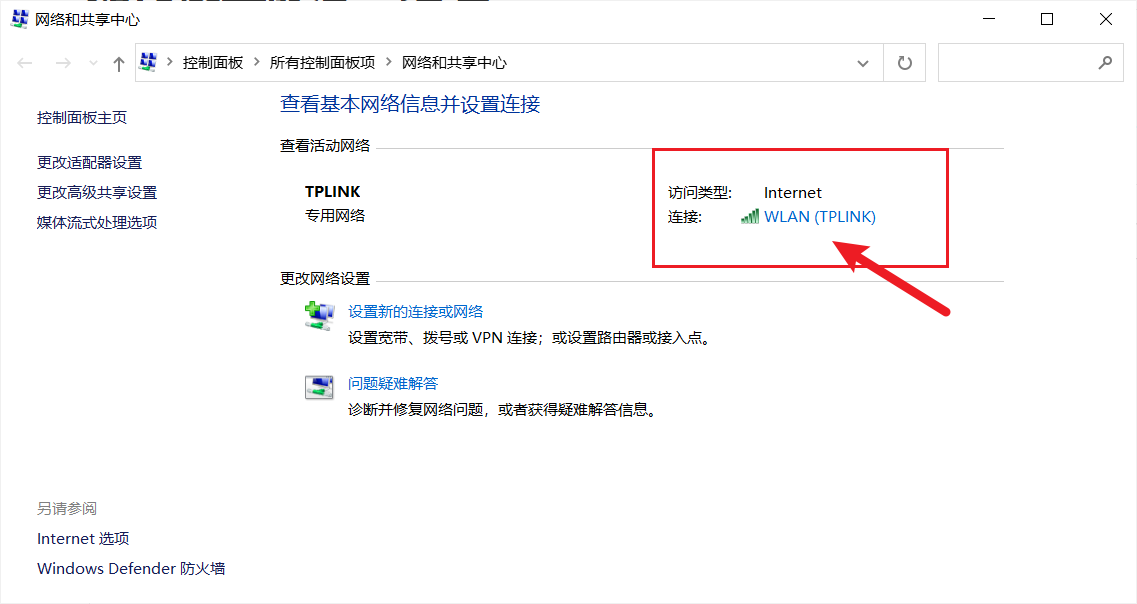 网络和共享中心
控制面板 > 所有控制面板项 > 网络和共享中心
控制面板主页
更改适配器设置
更改高级共享设置
媒体流式处理选项
查看基本网络信息并设置连接
查看活动网络
TPLINK
专用网络
访问类型: Internet
连接: WLAN (TPLINK)
更改网络设置
设置新的连接或网络
设置宽带、拨号或 VPN 连接；或设置路由器或接入点。
问题疑难解答
诊断并修复网络问题，或者获得疑难解答信息。
另请参阅
Internet 选项
Windows Defender 防火墙